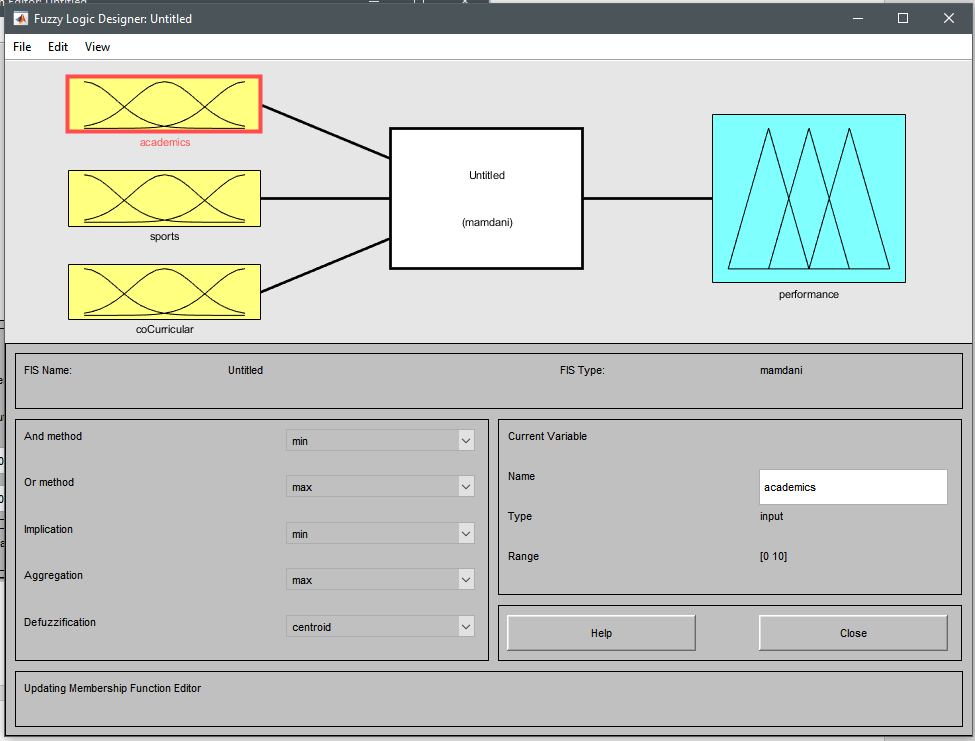 Fuzzy Logic Designer: Untitled
File Edit View
academics
sports
coCurricular
Untitled
(mamdani)
performance
FIS Name: Untitled FIS Type: mamdani
And method min
Or method max
Implication min
Aggregation max
Defuzzification centroid
Current Variable
Name academics
Type input
Range [0 10]
Help Close
Updating Membership Function Editor